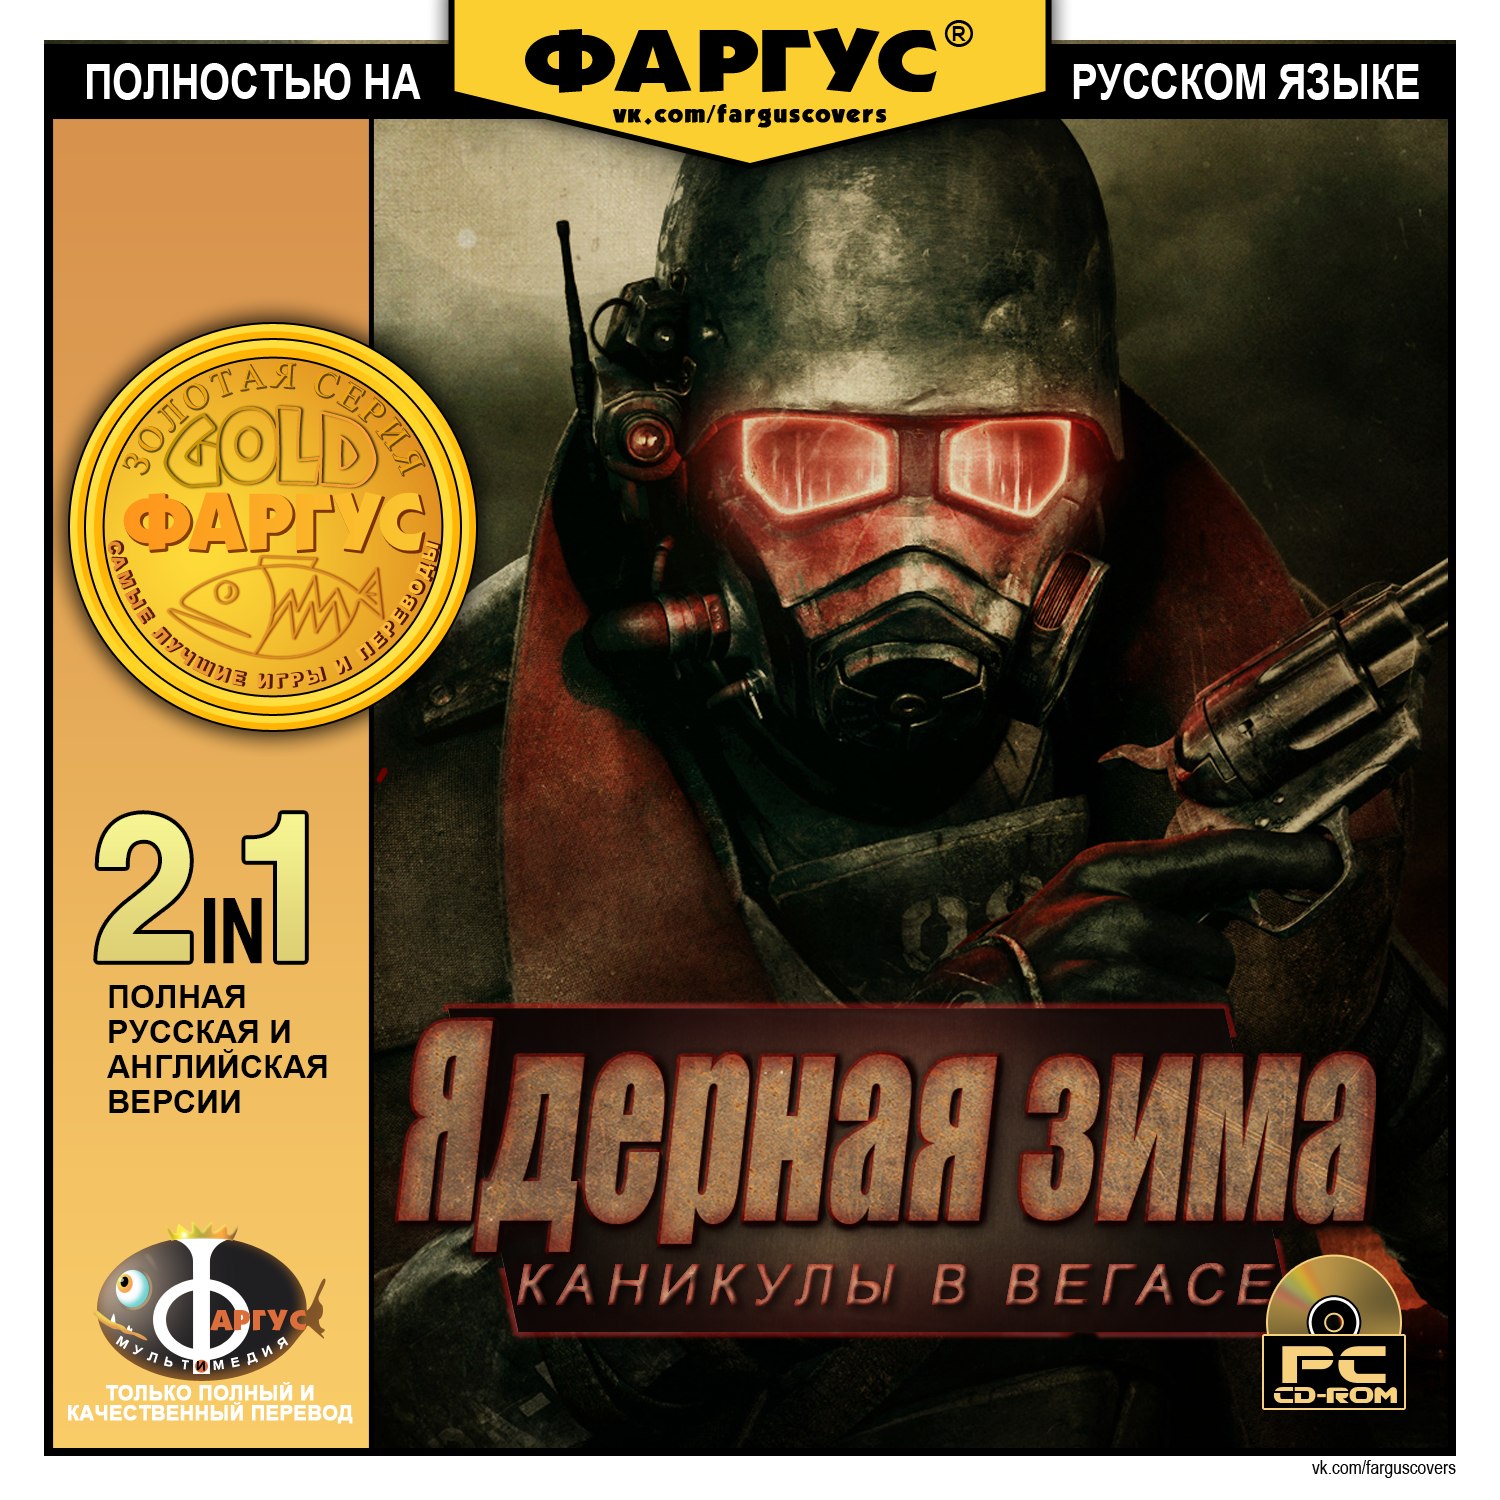 ПОЛНОСТЬЮ НА
ФАРГУС®
vk.com/farguscovers
РУССКОМ ЯЗЫКЕ
ЗОЛОТАЯ СЕРИЯ
GOLD
ФАРГУС
САМЫЕ ЛУЧШИЕ ИГРЫ И ПЕРЕВОДЫ
2IN1
ПОЛНАЯ
РУССКАЯ И
АНГЛИЙСКАЯ
ВЕРСИИ
Ядерная зима
КАНИКУЛЫ В ВЕГАСЕ
ФАРГУС
МУЛЬТИМЕДИЯ
ТОЛЬКО ПОЛНЫЙ И
КАЧЕСТВЕННЫЙ ПЕРЕВОД
PC
CD-ROM
vk.com/farguscovers